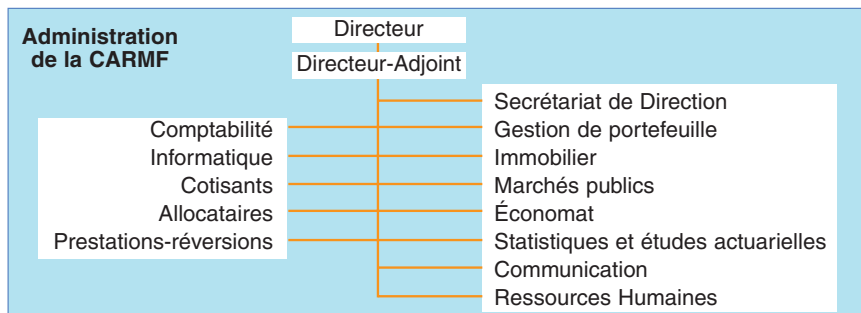 Administration
de la CARMF
Directeur
Directeur-Adjoint
Comptabilité
Informatique
Cotisants
Allocataires
Prestations-réversions
Secrétariat de Direction
Gestion de portefeuille
Immobilier
Marchés publics
Économat
Statistiques et études actuarielles
Communication
Ressources Humaines